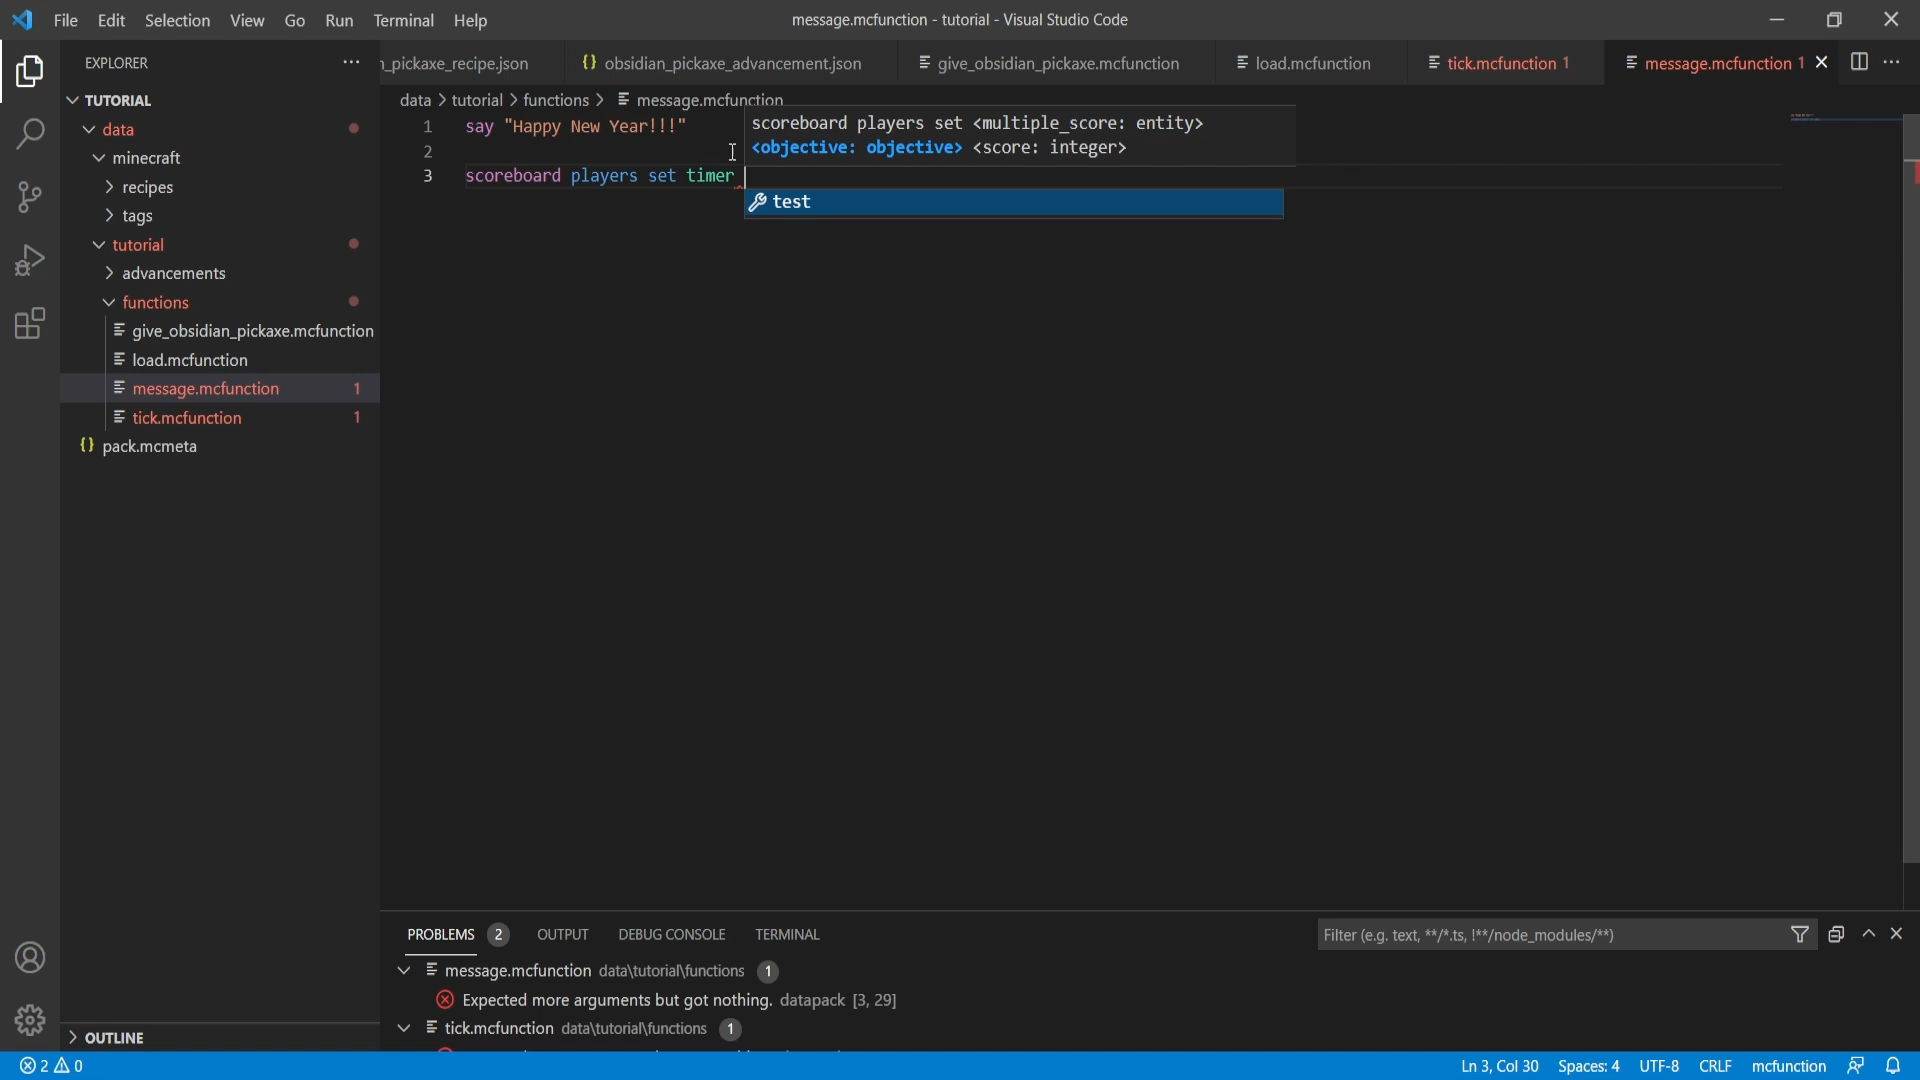 File Edit Selection View Go Run Terminal Help
message.mcfunction - tutorial - Visual Studio Code
EXPLORER
TUTORIAL
data
minecraft
recipes
tags
tutorial
advancements
functions
give_obsidian_pickaxe.mcfunction
load.mcfunction
message.mcfunction 1
tick.mcfunction 1
pack.mcmeta
OUTLINE
_pickaxe_recipe.json
obsidian_pickaxe_advancement.json
give_obsidian_pickaxe.mcfunction
load.mcfunction
tick.mcfunction 1
message.mcfunction 1
data > tutorial > functions > message.mcfunction
1 say "Happy New Year!!!"
2
3 scoreboard players set timer
scoreboard players set <multiple_score: entity>
<objective: objective> <score: integer>
test
PROBLEMS 2 OUTPUT DEBUG CONSOLE TERMINAL
Filter (e.g. text, **/*.ts, !**/node_modules/**)
message.mcfunction data\tutorial\functions 1
Expected more arguments but got nothing. datapack [3, 29]
tick.mcfunction data\tutorial\functions 1
2 0
Ln 3, Col 30 Spaces: 4 UTF-8 CRLF mcfunction